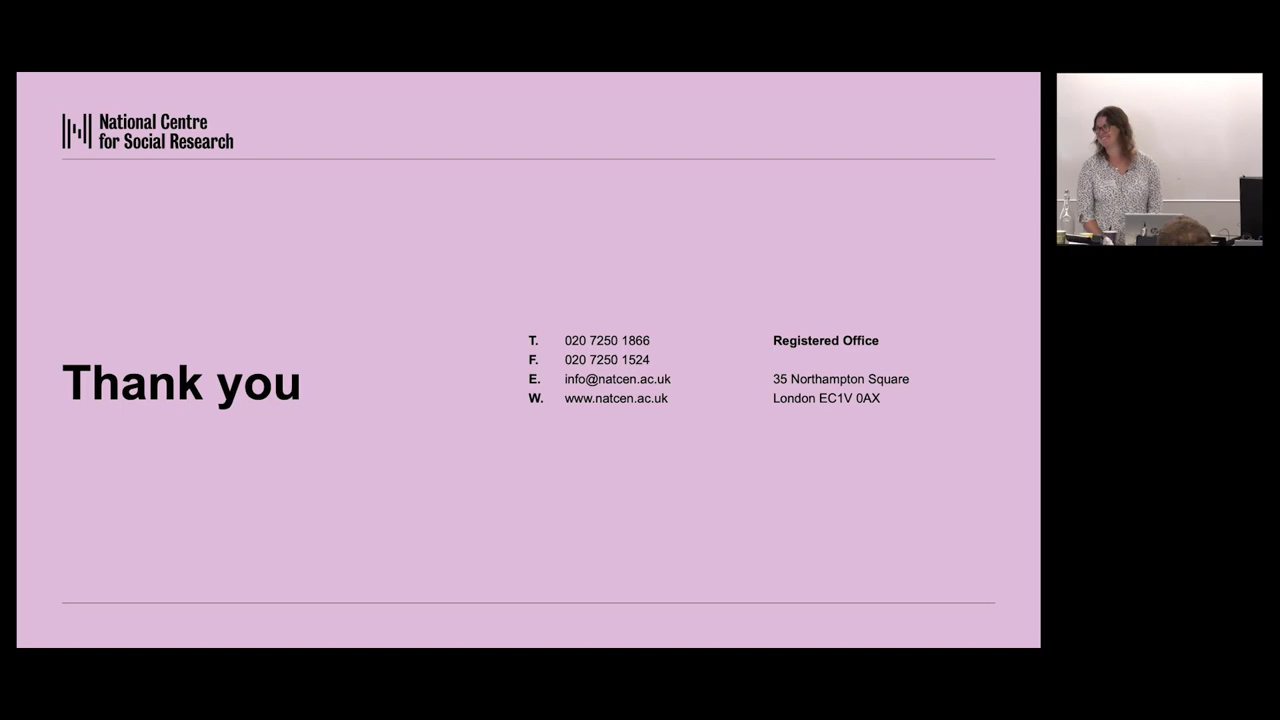 National Centre
for Social Research
Thank you
T. 020 7250 1866
F. 020 7250 1524
E. info@natcen.ac.uk
W. www.natcen.ac.uk
Registered Office
35 Northampton Square
London EC1V 0AX